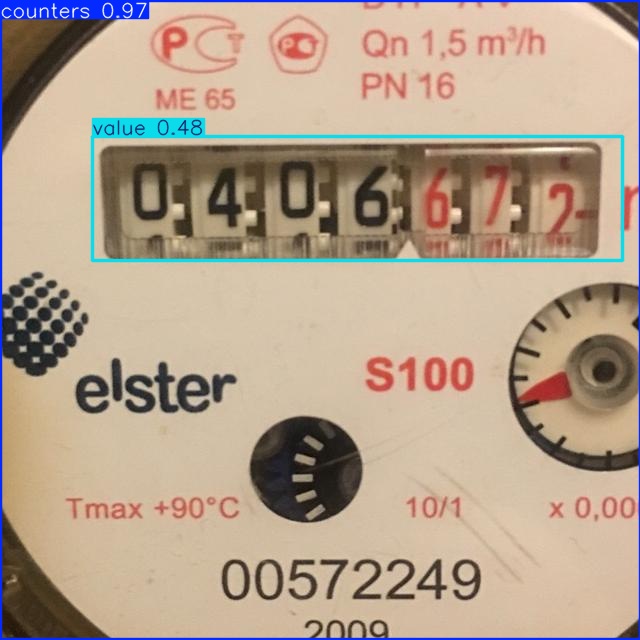 counters 0.97
Qn 1,5 m³/h
PN 16
ME 65
value 0.48
0406672
elster
S100
Tmax +90°C
10/1
x 0,00
00572249
2009